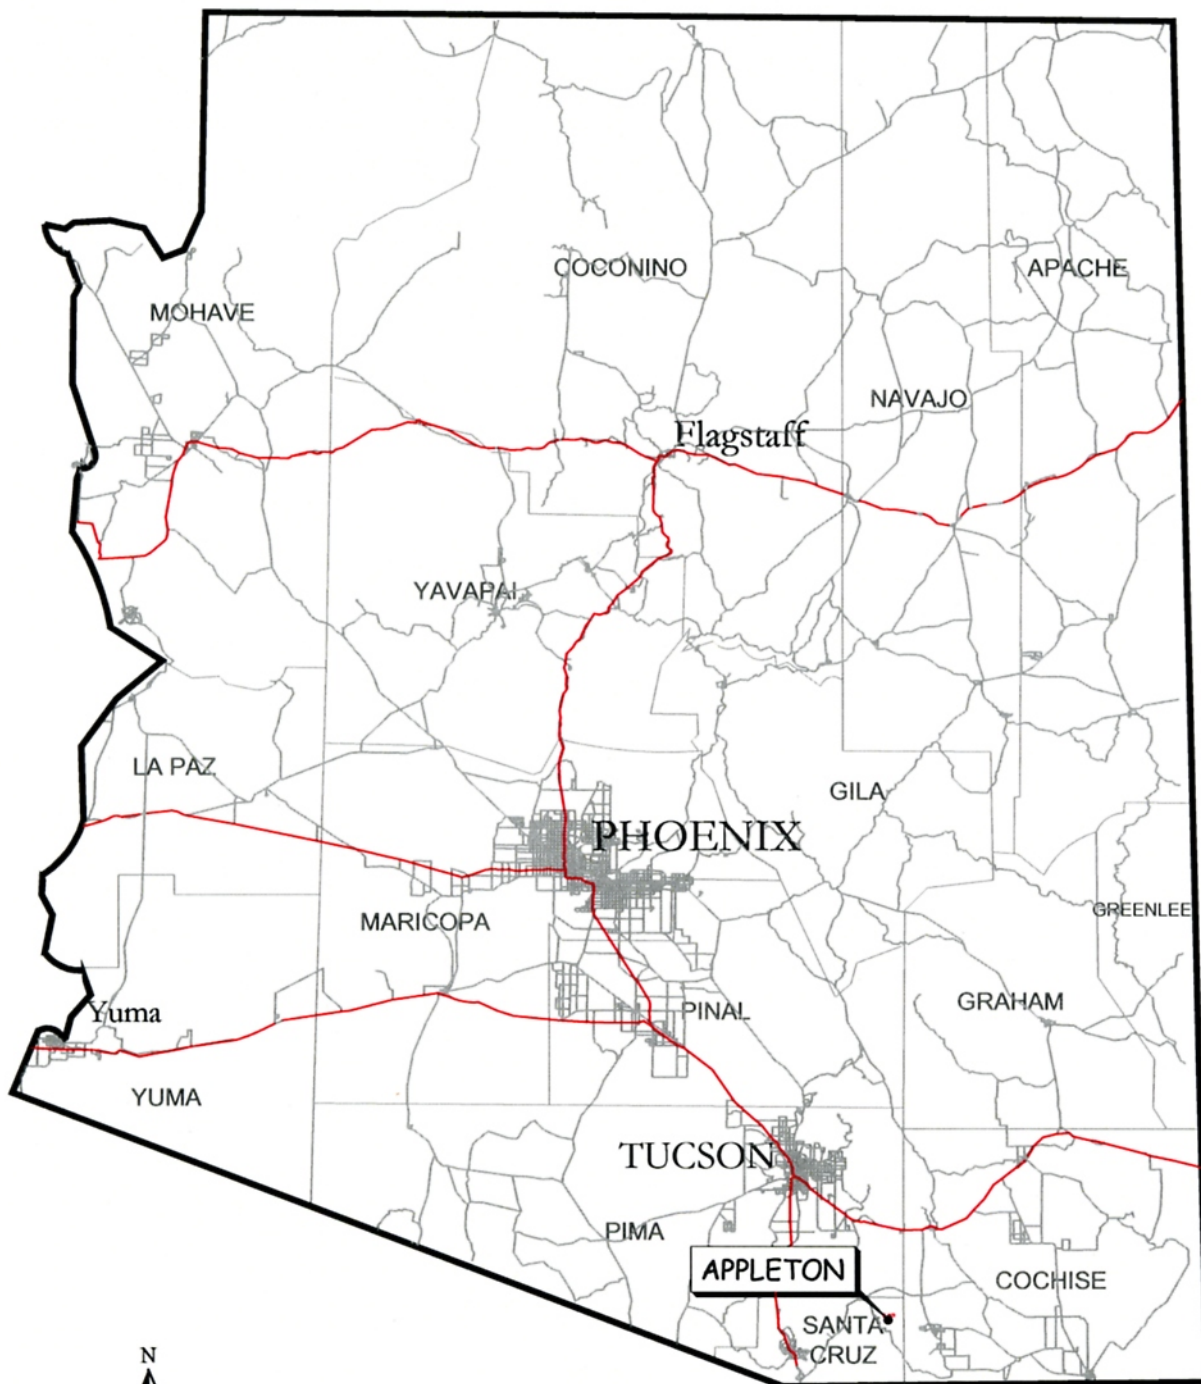 COCONINO
APACHE
MOHAVE
NAVAJO
Flagstaff
YAVAPAI
LA PAZ
GILA
PHOENIX
MARICOPA
GREENLEE
PINAL
GRAHAM
Yuma
YUMA
TUCSON
PIMA
APPLETON
COCHISE
SANTA
CRUZ
N